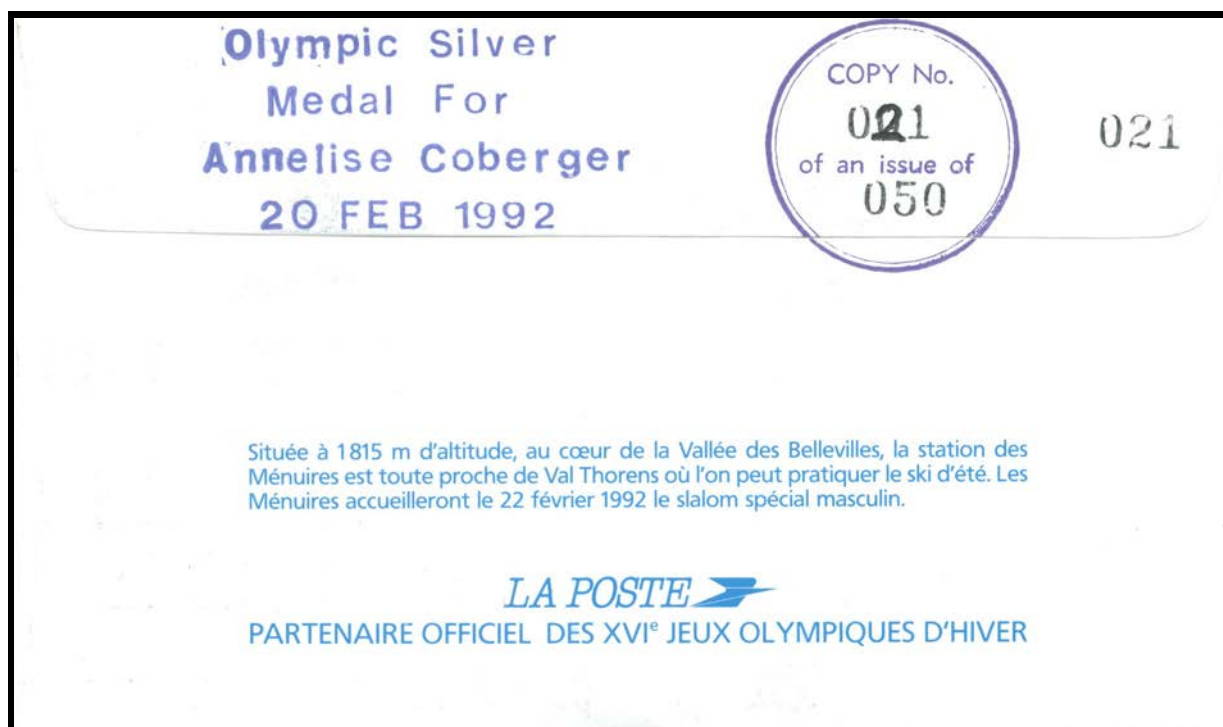 Olympic Silver
Medal For
Annelise Coberger
20 FEB 1992
COPY No.
021
of an issue of
050
021
Située à 1815 m d'altitude, au cœur de la Vallée des Bellevilles, la station des
Ménuires est toute proche de Val Thorens où l'on peut pratiquer le ski d'été. Les
Ménuires accueilleront le 22 février 1992 le slalom spécial masculin.
LA POSTE
PARTENAIRE OFFICIEL DES XVIe JEUX OLYMPIQUES D'HIVER